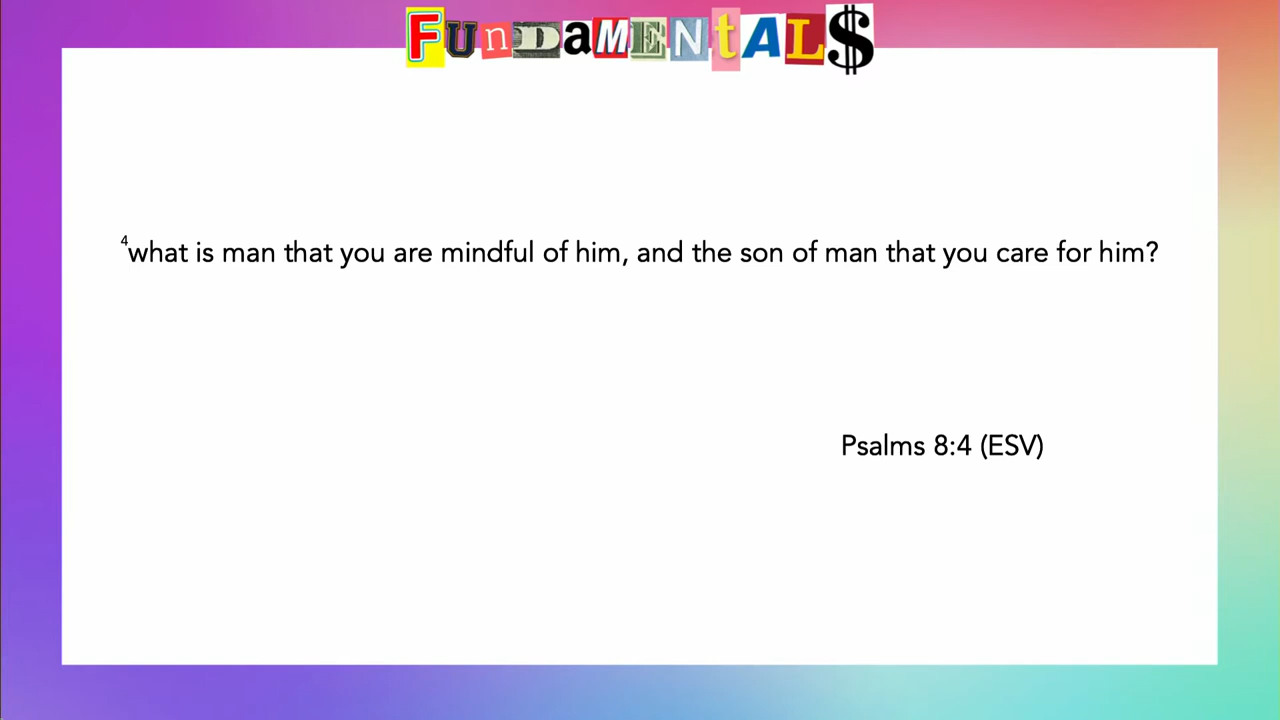 FUnDaMENtALS
4what is man that you are mindful of him, and the son of man that you care for him?
Psalms 8:4 (ESV)